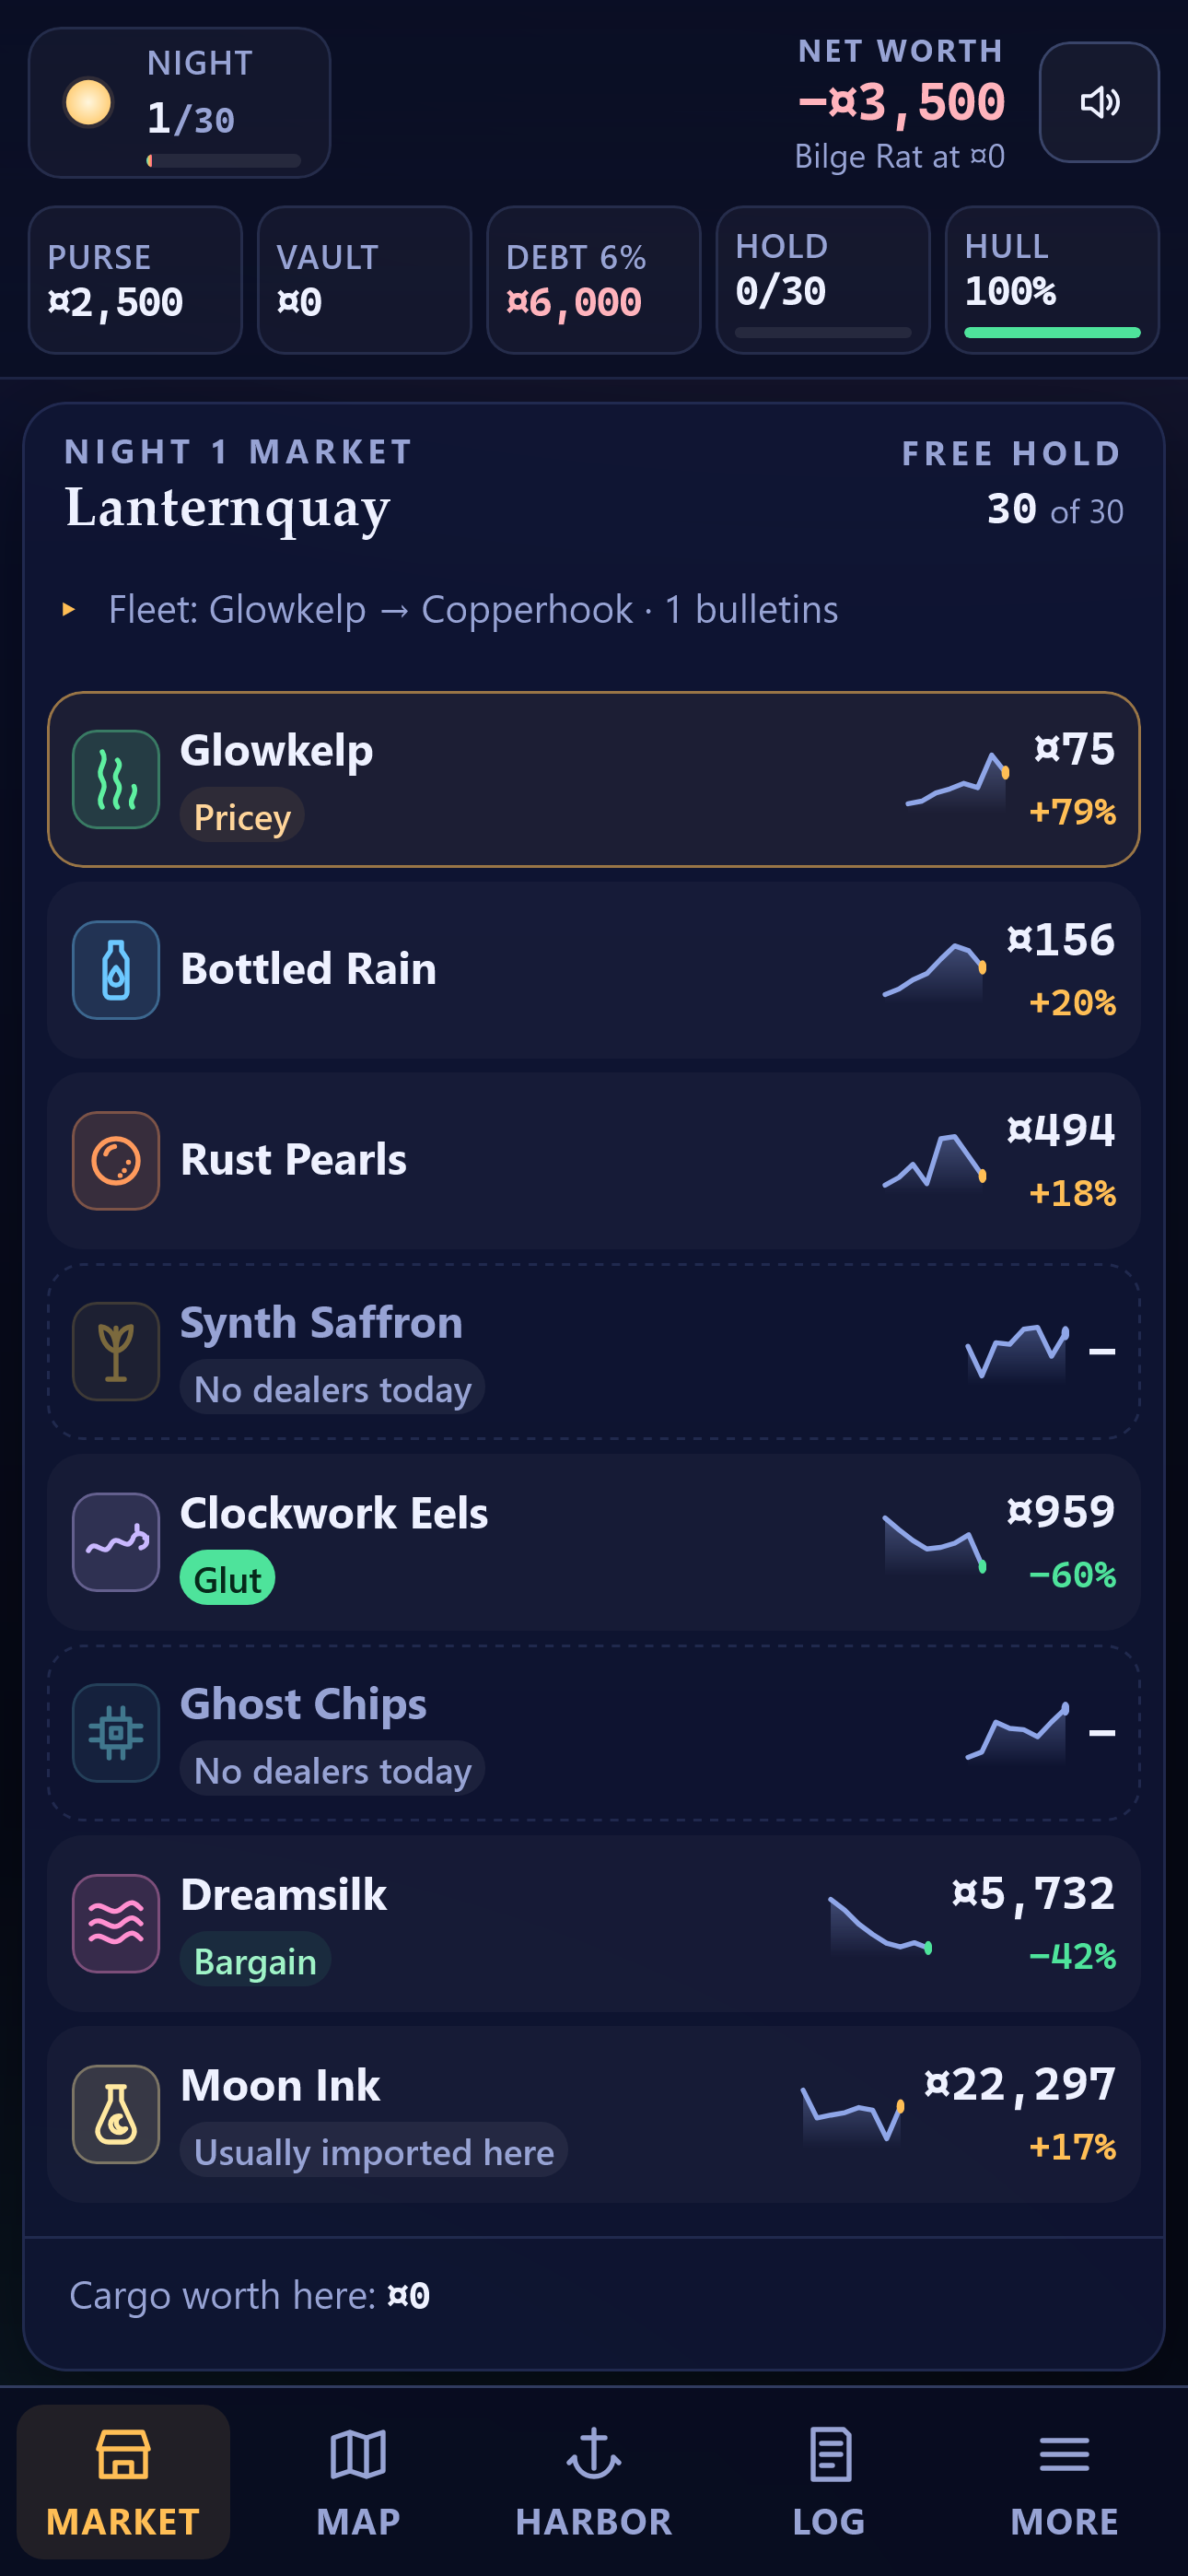 NIGHT
1/30
NET WORTH
−¤3,500
Bilge Rat at ¤0
PURSE
¤2,500
VAULT
¤0
DEBT 6%
¤6,000
HOLD
0/30
HULL
100%
NIGHT 1 MARKET
Lanternquay
FREE HOLD
30 of 30
Fleet: Glowkelp → Copperhook · 1 bulletins
Glowkelp
Pricey
¤75
+79%
Bottled Rain
¤156
+20%
Rust Pearls
¤494
+18%
Synth Saffron
No dealers today
—
Clockwork Eels
Glut
¤959
−60%
Ghost Chips
No dealers today
—
Dreamsilk
Bargain
¤5,732
−42%
Moon Ink
Usually imported here
¤22,297
+17%
Cargo worth here: ¤0
MARKET
MAP
HARBOR
LOG
MORE